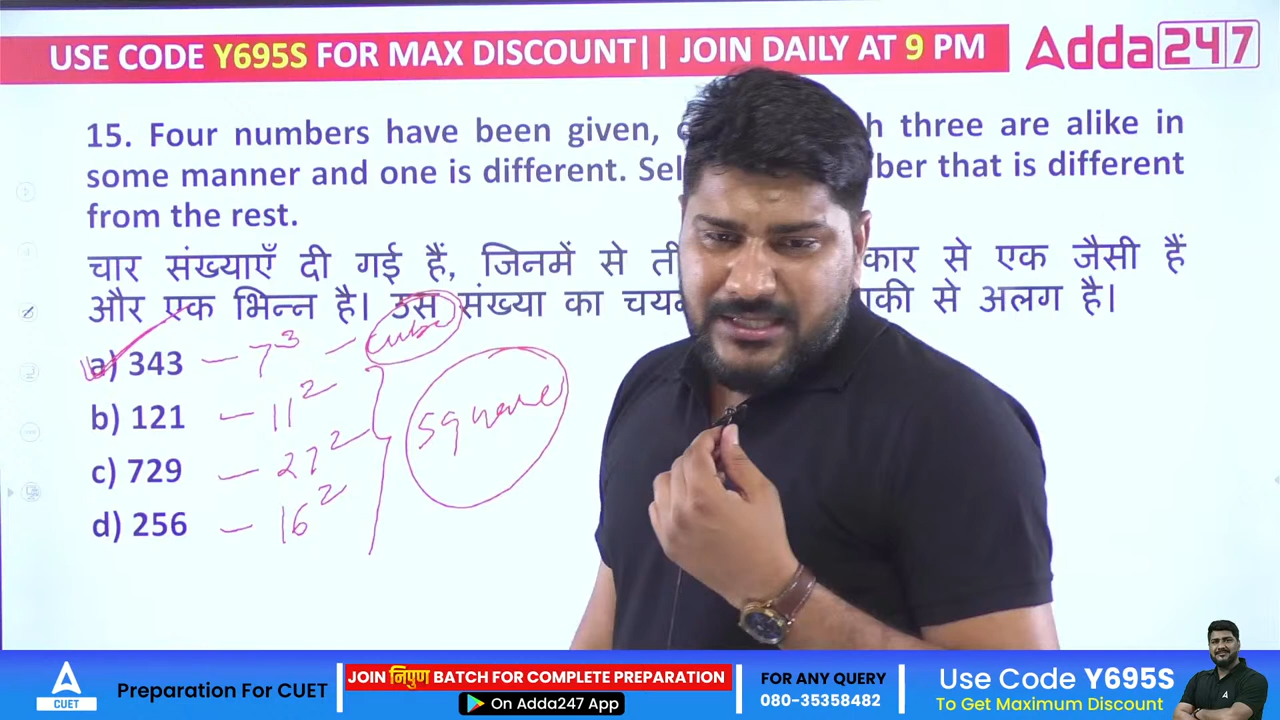 USE CODE Y695S FOR MAX DISCOUNT|| JOIN DAILY AT 9 PM
Adda247
15. Four numbers have been given, three are alike in
some manner and one is different. that is different
from the rest.
चार संख्याएँ दी गई हैं, जिनमें से से एक जैसी हैं
और एक भिन्न है। उस संख्या का से अलग है।
a) 343 – 7³ – cube
b) 121 – 11²
square
c) 729 – 27²
d) 256 – 16²
CUET
Preparation For CUET
JOIN निपुण BATCH FOR COMPLETE PREPARATION
On Adda247 App
FOR ANY QUERY
080-35358482
Use Code Y695S
To Get Maximum Discount